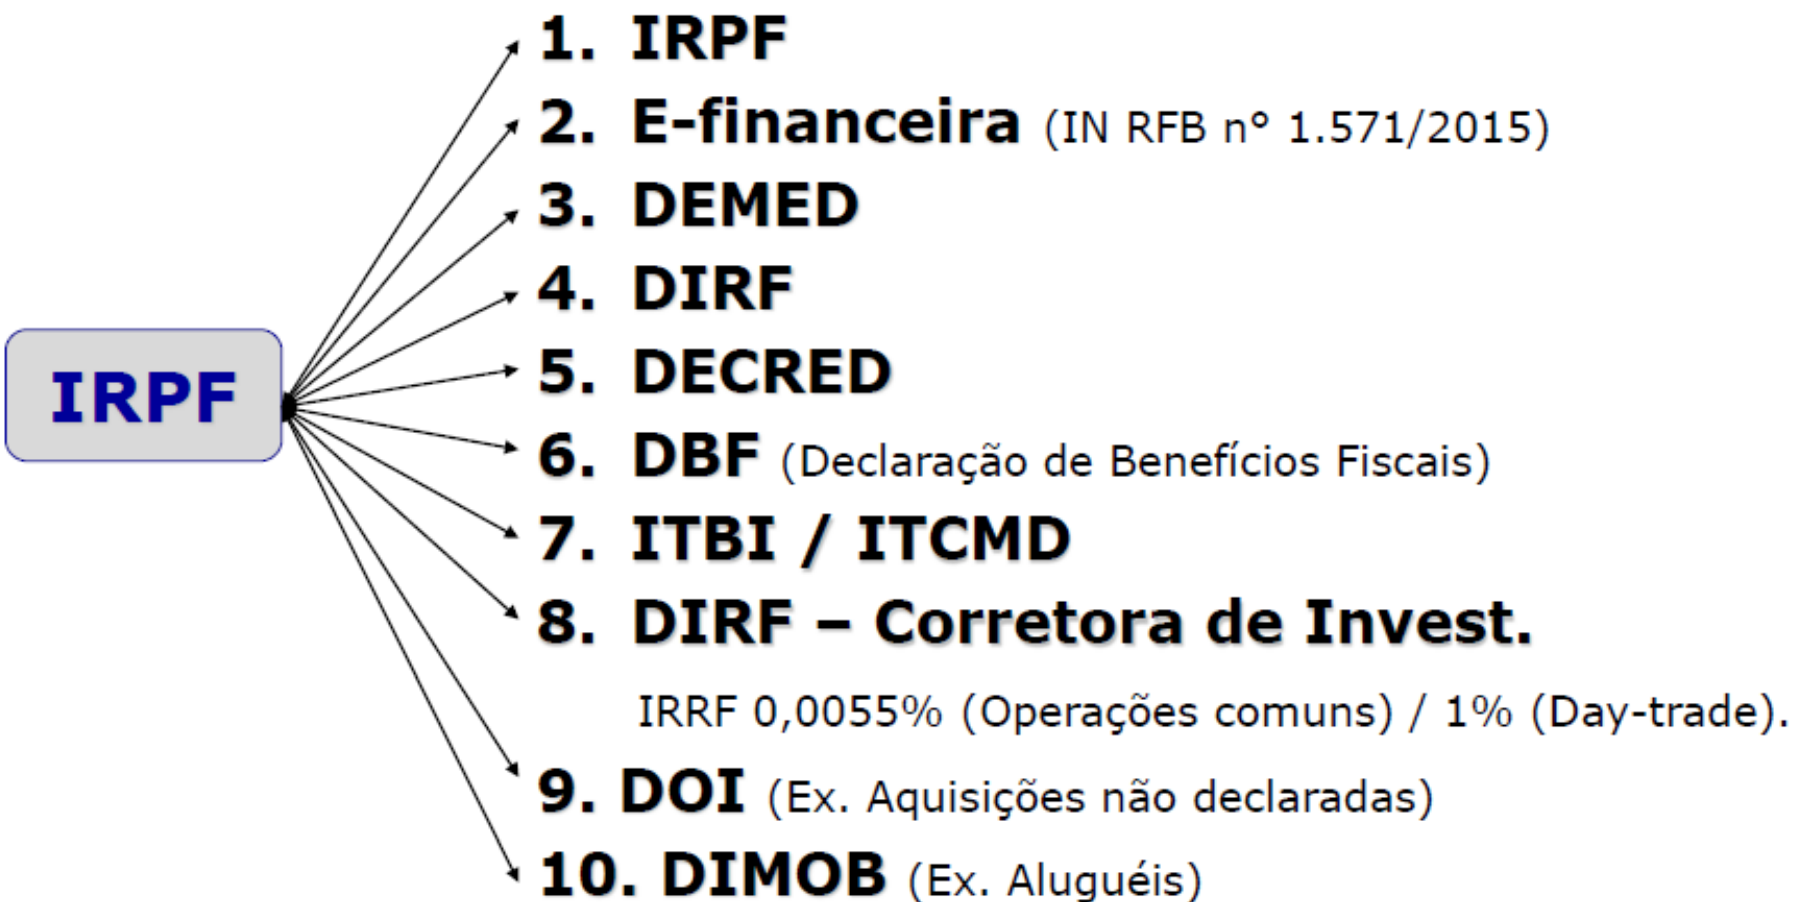 1. IRPF
2. E-financeira (IN RFB n° 1.571/2015)
3. DEMED
4. DIRF
IRPF
5. DECRED
6. DBF (Declaração de Benefícios Fiscais)
7. ITBI / ITCMD
8. DIRF – Corretora de Invest.
IRRF 0,0055% (Operações comuns) / 1% (Day-trade).
9. DOI (Ex. Aquisições não declaradas)
10. DIMOB (Ex. Aluguéis)